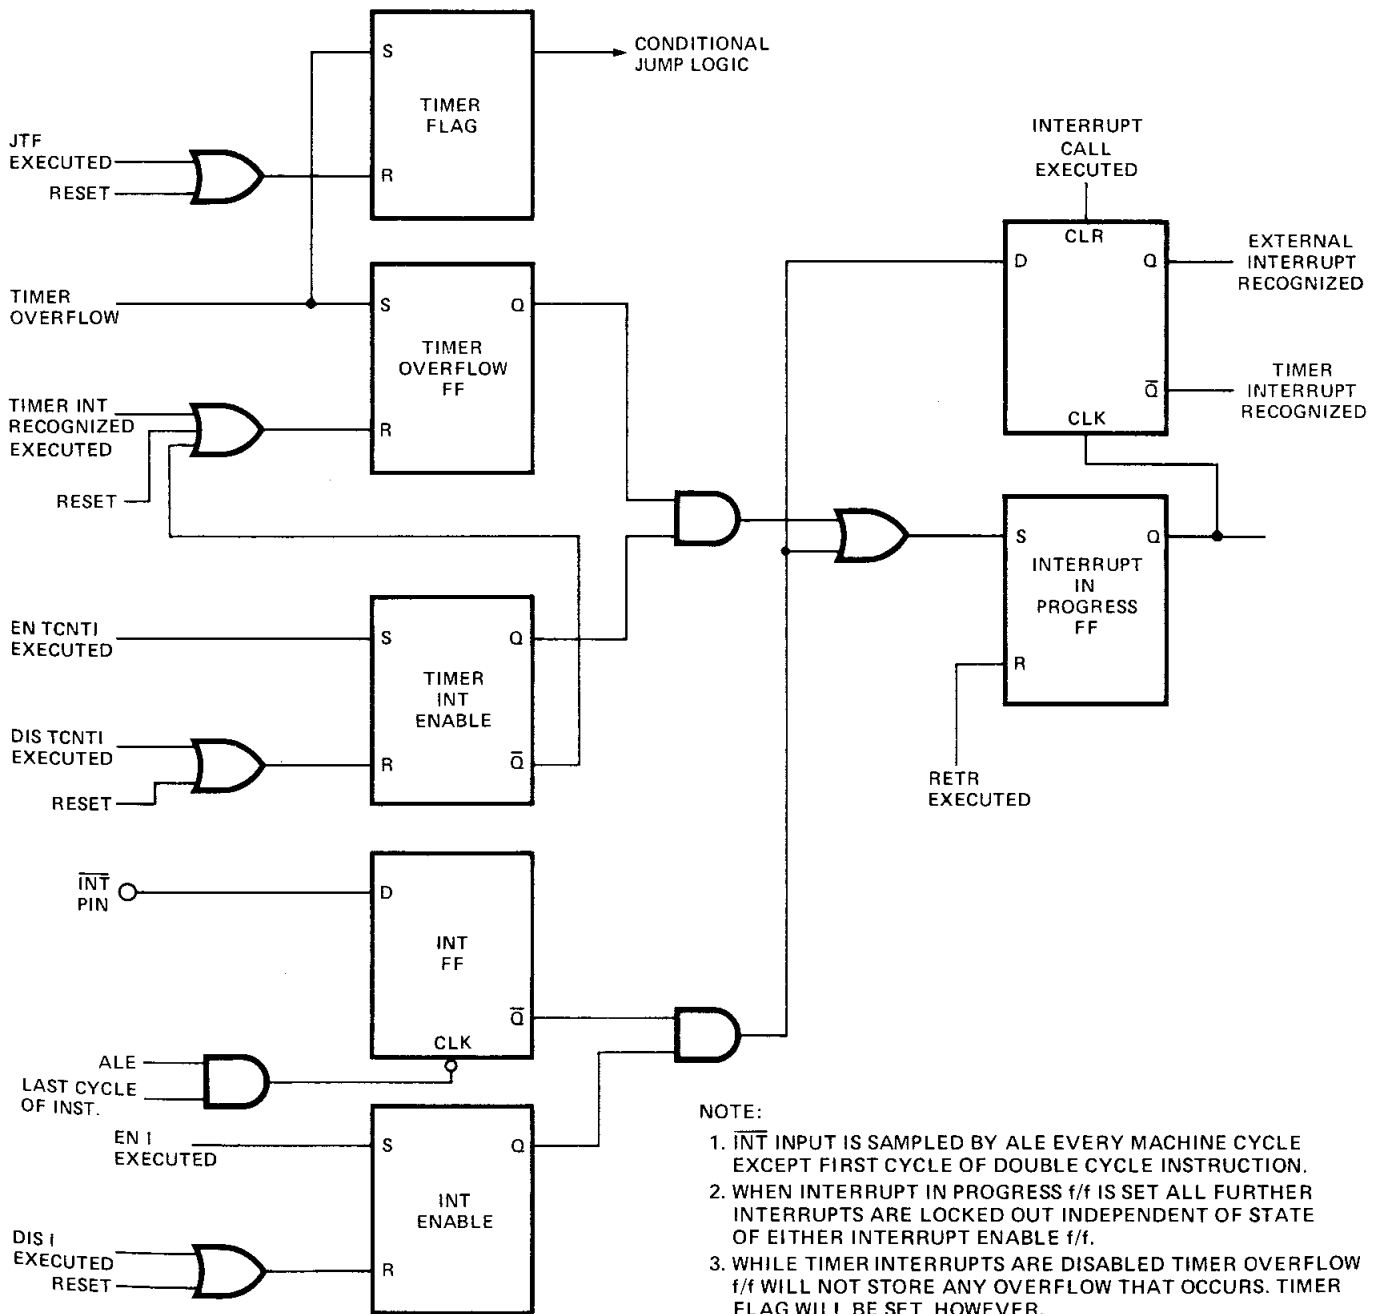 S
TIMER
FLAG
R
CONDITIONAL
JUMP LOGIC
JTF
EXECUTED
RESET
INTERRUPT
CALL
EXECUTED
CLR
D
Q
Q̅
CLK
EXTERNAL
INTERRUPT
RECOGNIZED
TIMER
INTERRUPT
RECOGNIZED
TIMER
OVERFLOW
S
Q
TIMER
OVERFLOW
FF
R
TIMER INT
RECOGNIZED
EXECUTED
RESET
S
Q
INTERRUPT
IN
PROGRESS
FF
R
RETR
EXECUTED
EN TCNTI
EXECUTED
S
Q
TIMER
INT
ENABLE
R
Q̅
DIS TCNTI
EXECUTED
RESET
I̅N̅T̅
PIN
D
INT
FF
Q̅
CLK
ALE
LAST CYCLE
OF INST.
EN I
EXECUTED
S
Q
INT
ENABLE
R
DIS I
EXECUTED
RESET
NOTE:
1. I̅N̅T̅ INPUT IS SAMPLED BY ALE EVERY MACHINE CYCLE
EXCEPT FIRST CYCLE OF DOUBLE CYCLE INSTRUCTION.
2. WHEN INTERRUPT IN PROGRESS f/f IS SET ALL FURTHER
INTERRUPTS ARE LOCKED OUT INDEPENDENT OF STATE
OF EITHER INTERRUPT ENABLE f/f.
3. WHILE TIMER INTERRUPTS ARE DISABLED TIMER OVERFLOW
f/f WILL NOT STORE ANY OVERFLOW THAT OCCURS. TIMER
FLAG WILL BE SET, HOWEVER.